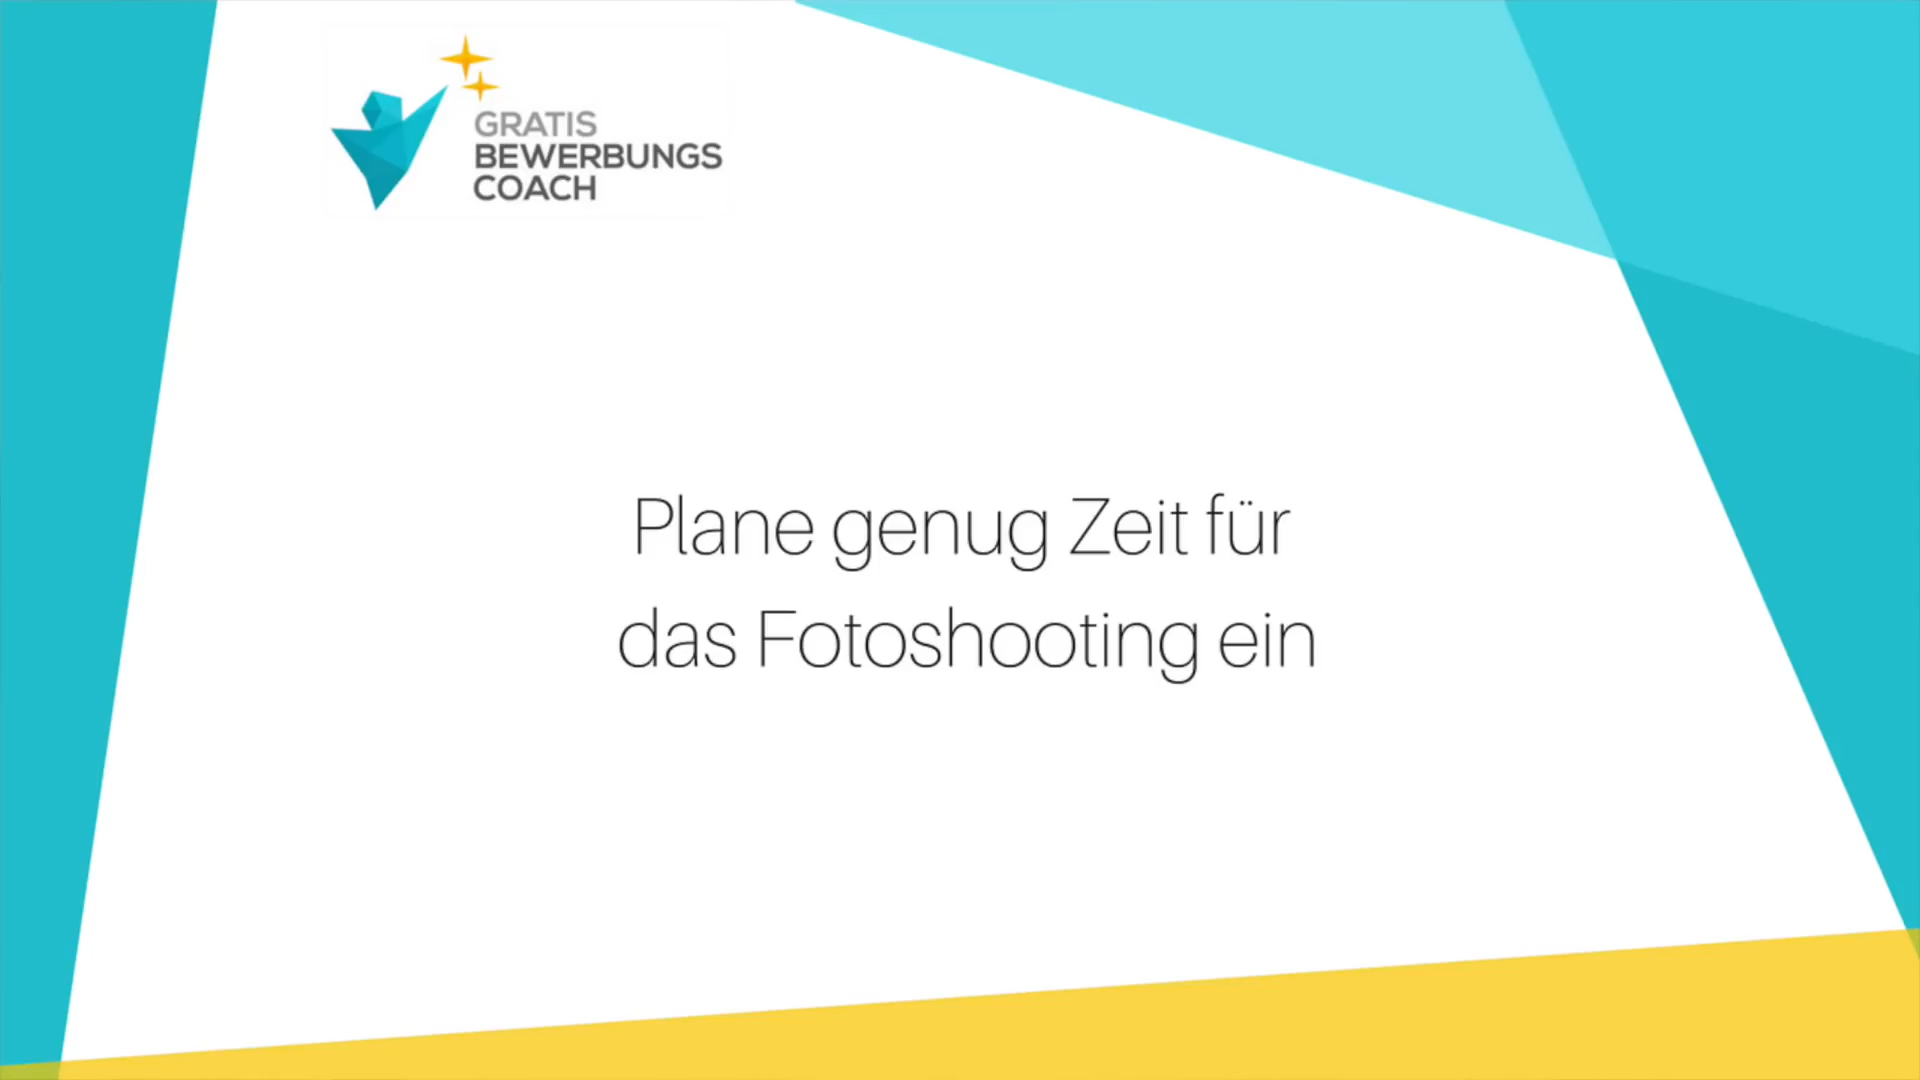 GRATIS
BEWERBUNGS
COACH
Plane genug Zeit für
das Fotoshooting ein